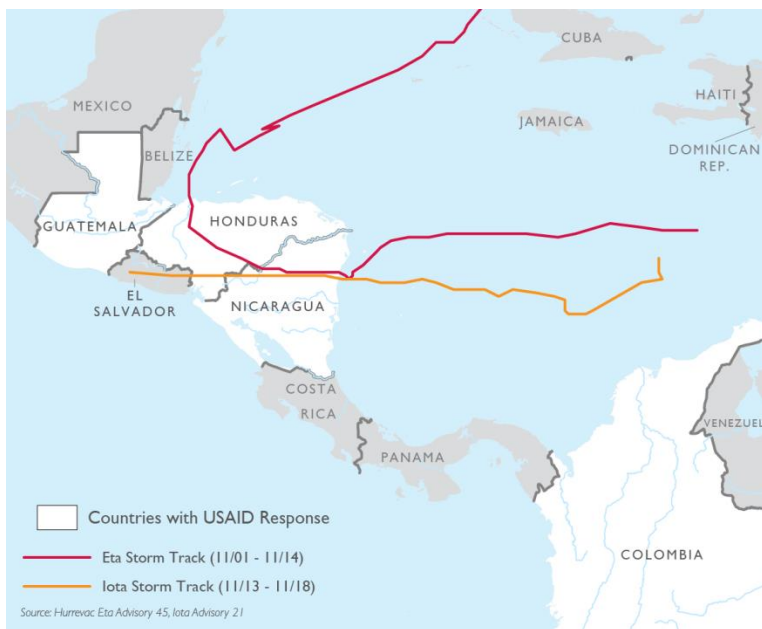 CUBA
MEXICO
HAITI
JAMAICA
DOMINICAN
REP.
BELIZE
GUATEMALA
HONDURAS
EL
SALVADOR
NICARAGUA
COSTA
RICA
PANAMA
VENEZUEL
COLOMBIA
Countries with USAID Response
Eta Storm Track (11/01 - 11/14)
Iota Storm Track (11/13 - 11/18)
Source: Hurrevac Eta Advisory 45, Iota Advisory 21